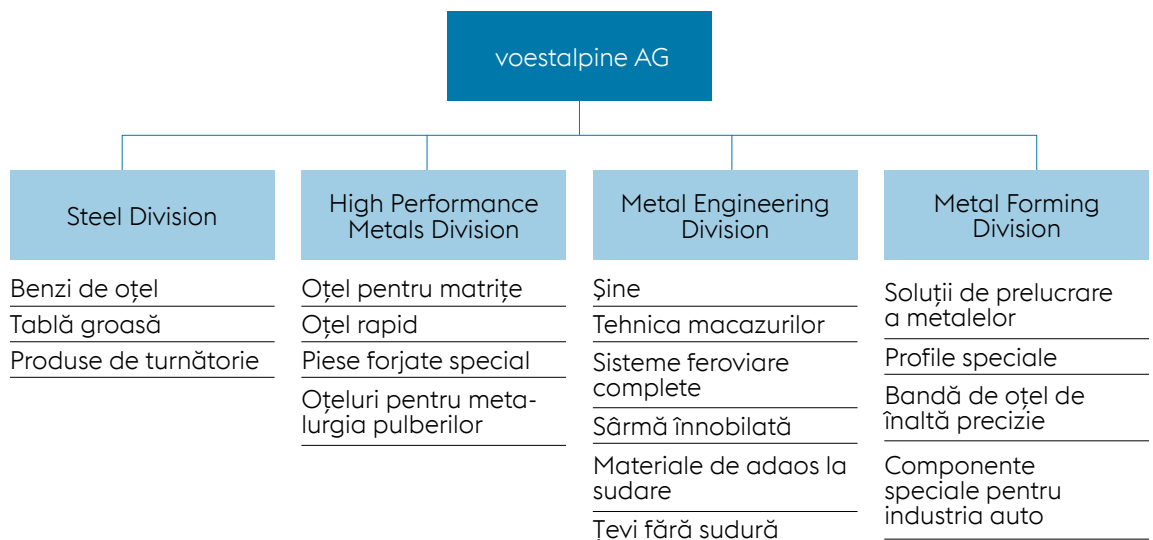 voestalpine AG
Steel Division
Benzi de oțel
Tablă groasă
Produse de turnătorie
High Performance
Metals Division
Oțel pentru matrițe
Oțel rapid
Piese forjate special
Oțeluri pentru meta-
lurgia pulberilor
Metal Engineering
Division
Șine
Tehnica macazurilor
Sisteme feroviare
complete
Sârmă înnobilată
Materiale de adaos la
sudare
Țevi fără sudură
Metal Forming
Division
Soluții de prelucrare
a metalelor
Profile speciale
Bandă de oțel de
înaltă precizie
Componente
speciale pentru
industria auto